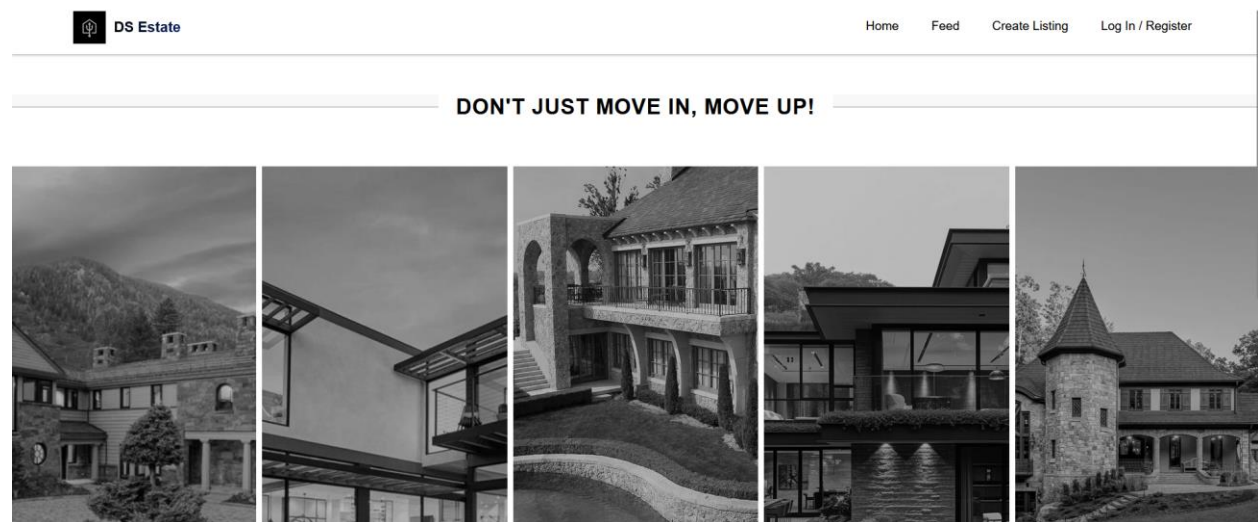 DS Estate
Home Feed Create Listing Log In / Register
DON'T JUST MOVE IN, MOVE UP!